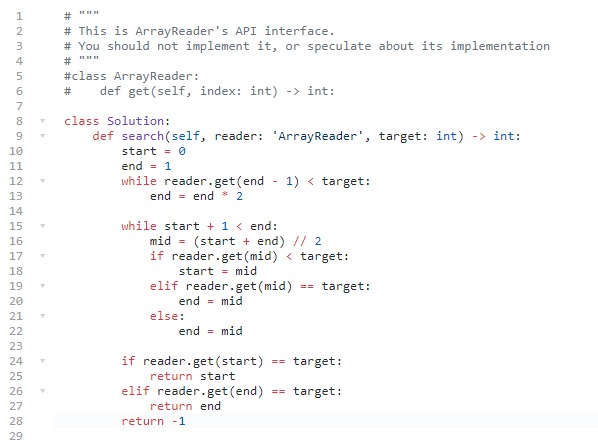 1 # """
2 # This is ArrayReader's API interface.
3 # You should not implement it, or speculate about its implementation
4 # """
5 #class ArrayReader:
6 #    def get(self, index: int) -> int:
7
8 class Solution:
9     def search(self, reader: 'ArrayReader', target: int) -> int:
10         start = 0
11         end = 1
12         while reader.get(end - 1) < target:
13             end = end * 2
14
15         while start + 1 < end:
16             mid = (start + end) // 2
17             if reader.get(mid) < target:
18                 start = mid
19             elif reader.get(mid) == target:
20                 end = mid
21             else:
22                 end = mid
23
24         if reader.get(start) == target:
25             return start
26         elif reader.get(end) == target:
27             return end
28         return -1
29